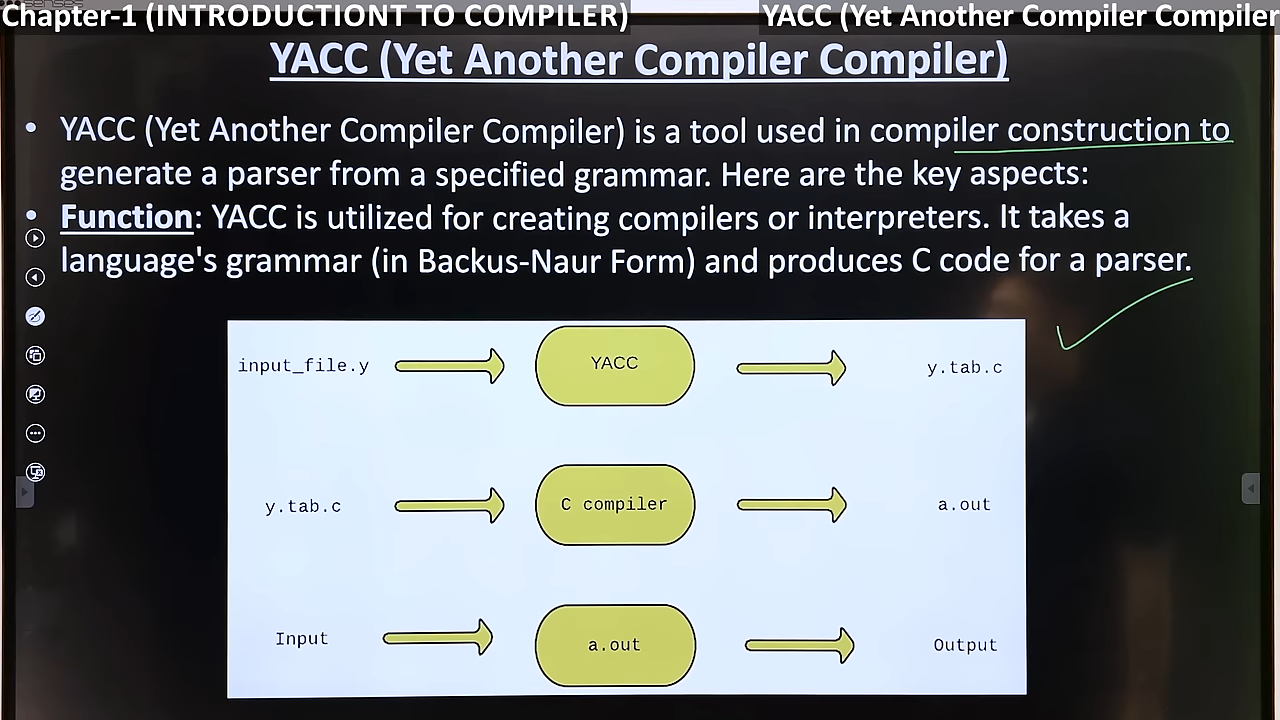 Chapter-1 (INTRODUCTIONT TO COMPILER)
YACC (Yet Another Compiler Compiler
YACC (Yet Another Compiler Compiler)
• YACC (Yet Another Compiler Compiler) is a tool used in compiler construction to
generate a parser from a specified grammar. Here are the key aspects:
• Function: YACC is utilized for creating compilers or interpreters. It takes a
language's grammar (in Backus-Naur Form) and produces C code for a parser.
input_file.y YACC y.tab.c
y.tab.c C compiler a.out
Input a.out Output